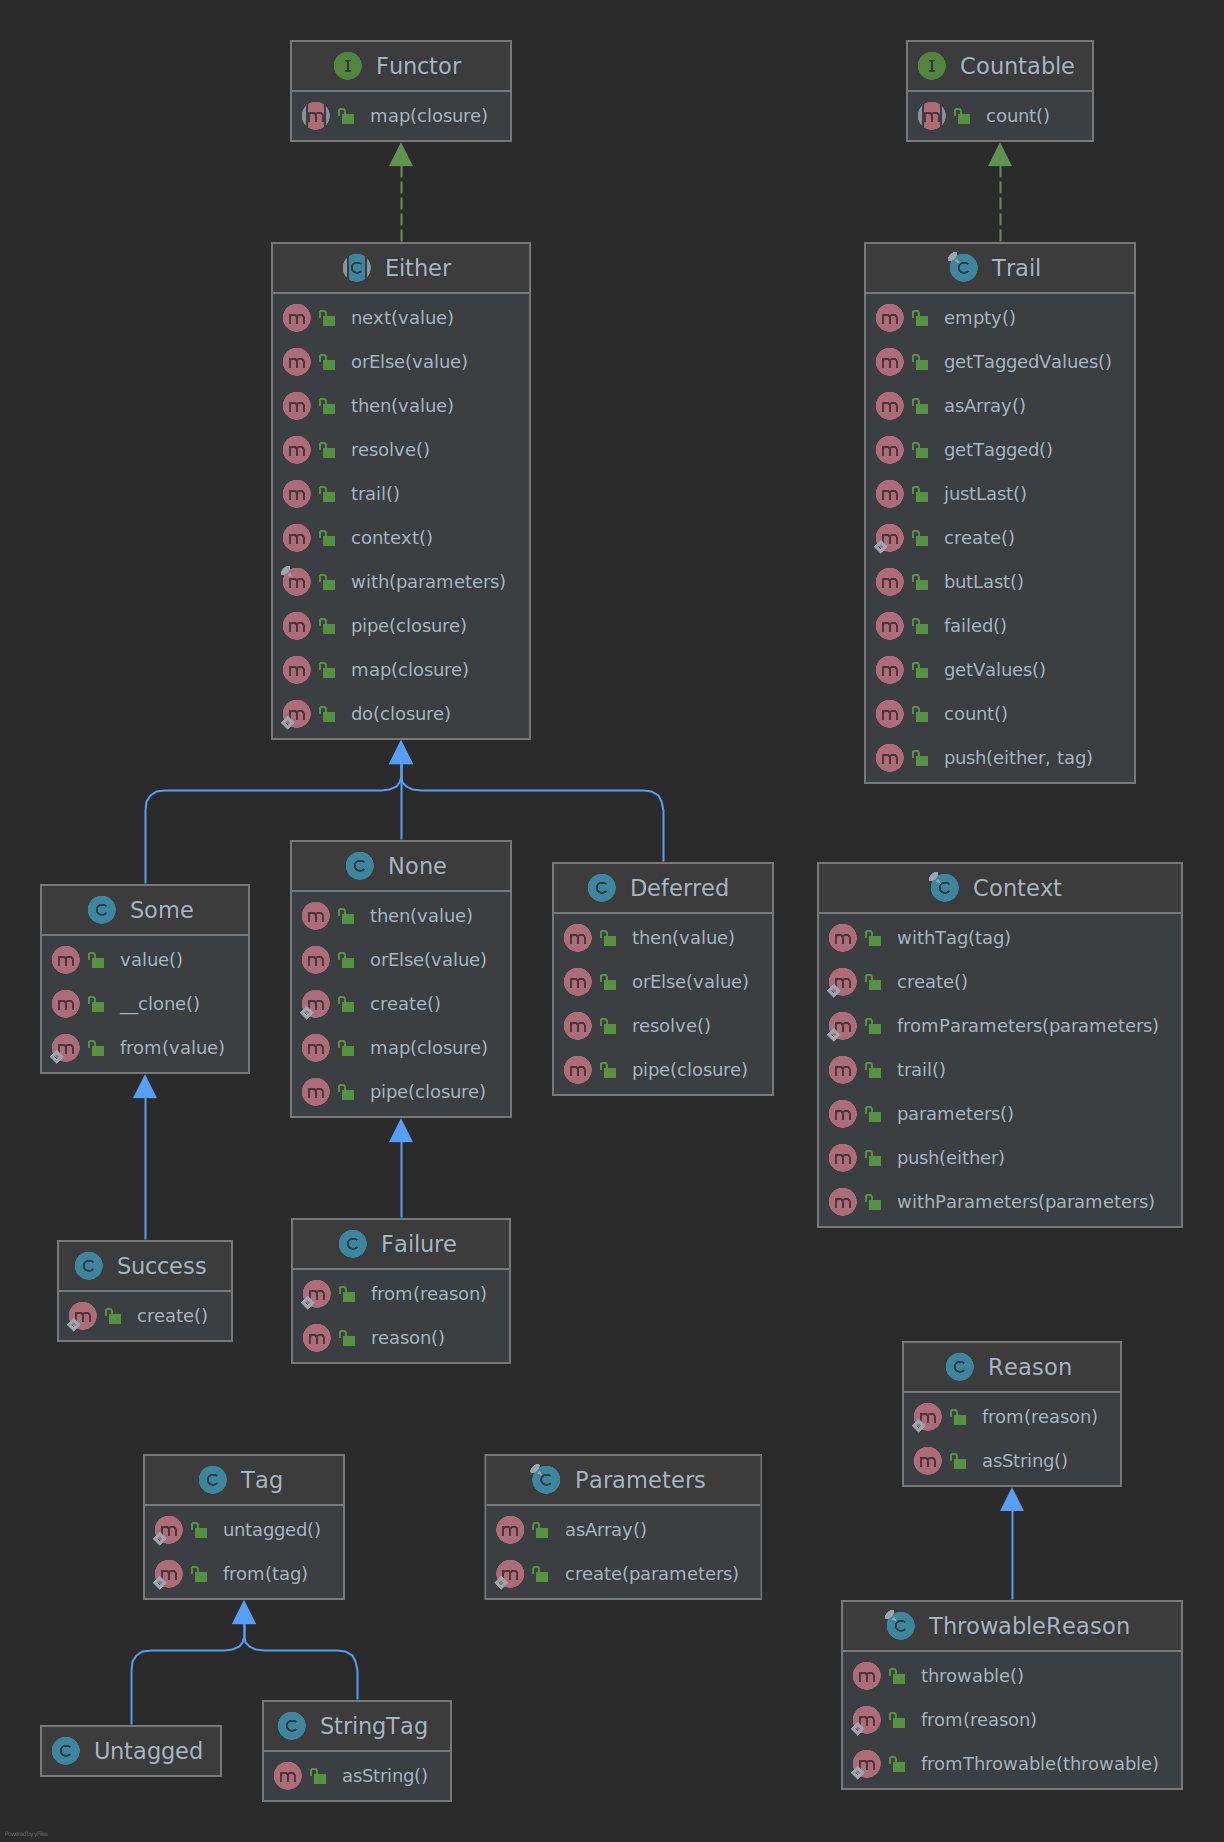 Functor
map(closure)
Countable
count()
Either
next(value)
orElse(value)
then(value)
resolve()
trail()
context()
with(parameters)
pipe(closure)
map(closure)
do(closure)
Trail
empty()
getTaggedValues()
asArray()
getTagged()
justLast()
create()
butLast()
failed()
getValues()
count()
push(either, tag)
Some
value()
__clone()
from(value)
None
then(value)
orElse(value)
create()
map(closure)
pipe(closure)
Deferred
then(value)
orElse(value)
resolve()
pipe(closure)
Context
withTag(tag)
create()
fromParameters(parameters)
trail()
parameters()
push(either)
withParameters(parameters)
Success
create()
Failure
from(reason)
reason()
Reason
from(reason)
asString()
Tag
untagged()
from(tag)
Parameters
asArray()
create(parameters)
ThrowableReason
throwable()
from(reason)
fromThrowable(throwable)
Untagged
StringTag
asString()
Powered by yFiles